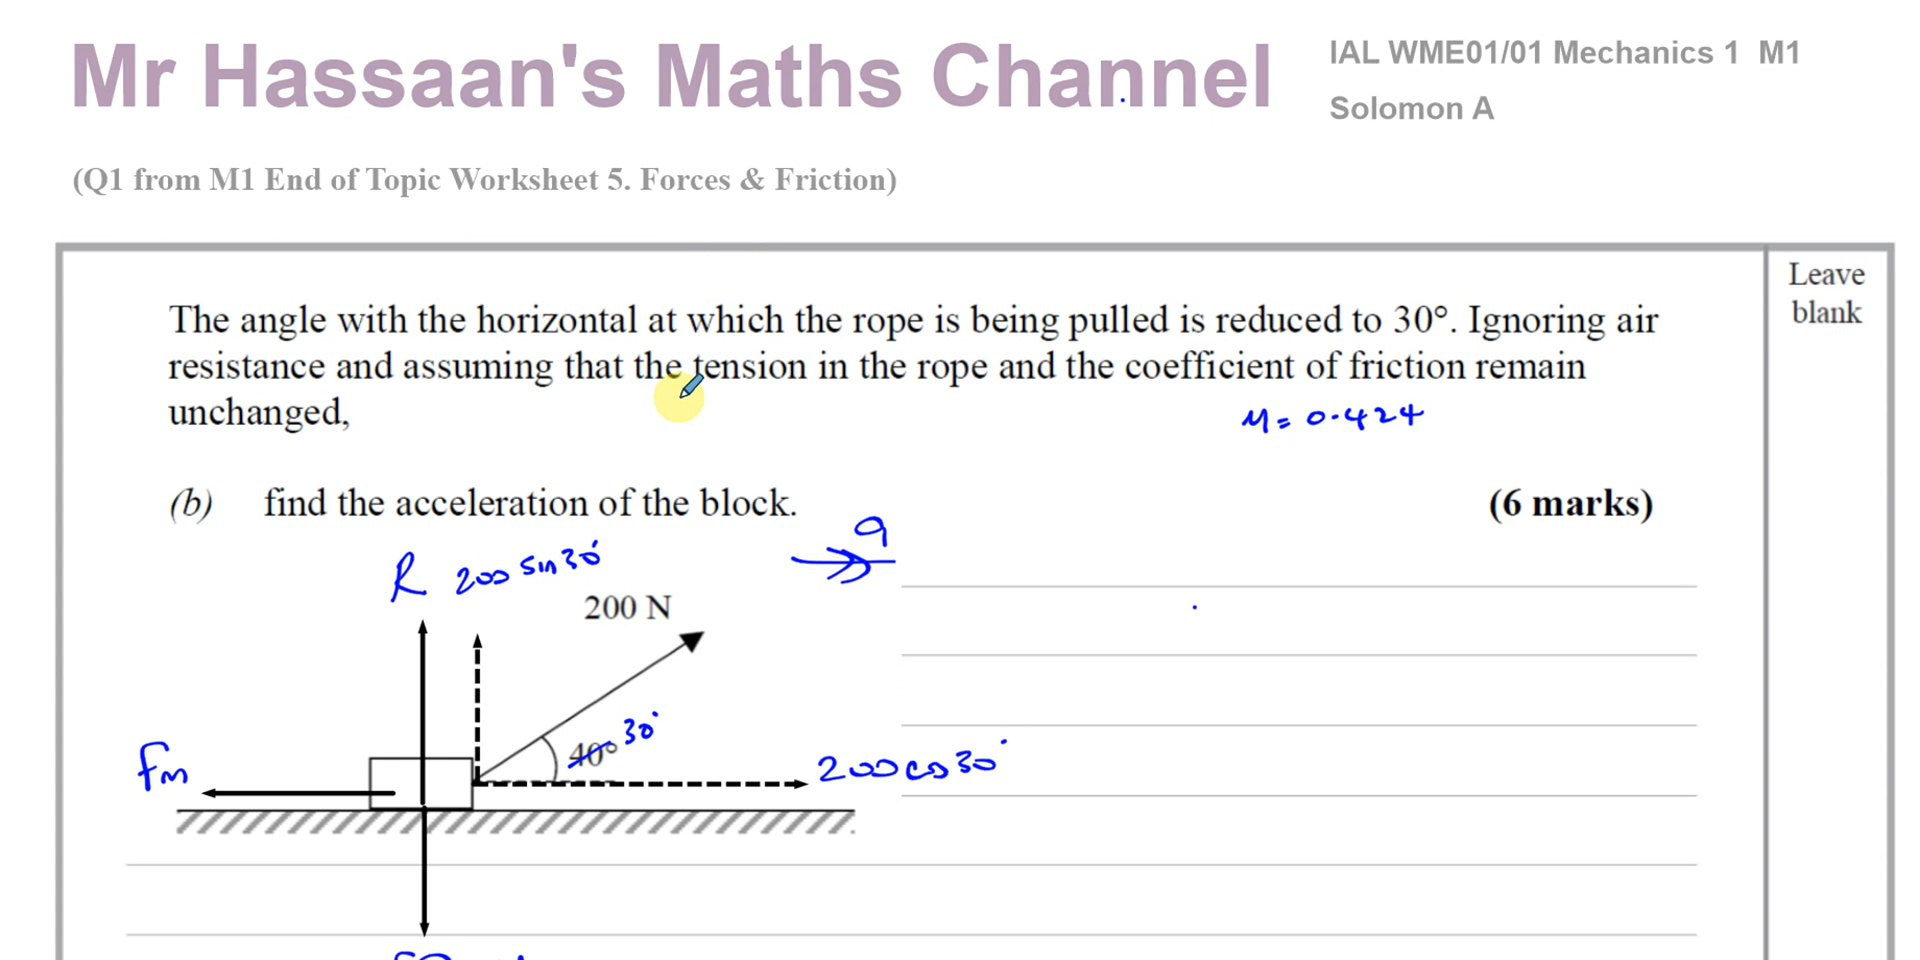 Mr Hassaan's Maths Channel
IAL WME01/01 Mechanics 1 M1
Solomon A
(Q1 from M1 End of Topic Worksheet 5. Forces & Friction)
Leave
blank
The angle with the horizontal at which the rope is being pulled is reduced to 30°. Ignoring air
resistance and assuming that the tension in the rope and the coefficient of friction remain
unchanged,
M = 0.424
(b) find the acceleration of the block.
(6 marks)
a
R 200 sin 30°
200 N
40° 30°
Fm
200 cos 30°